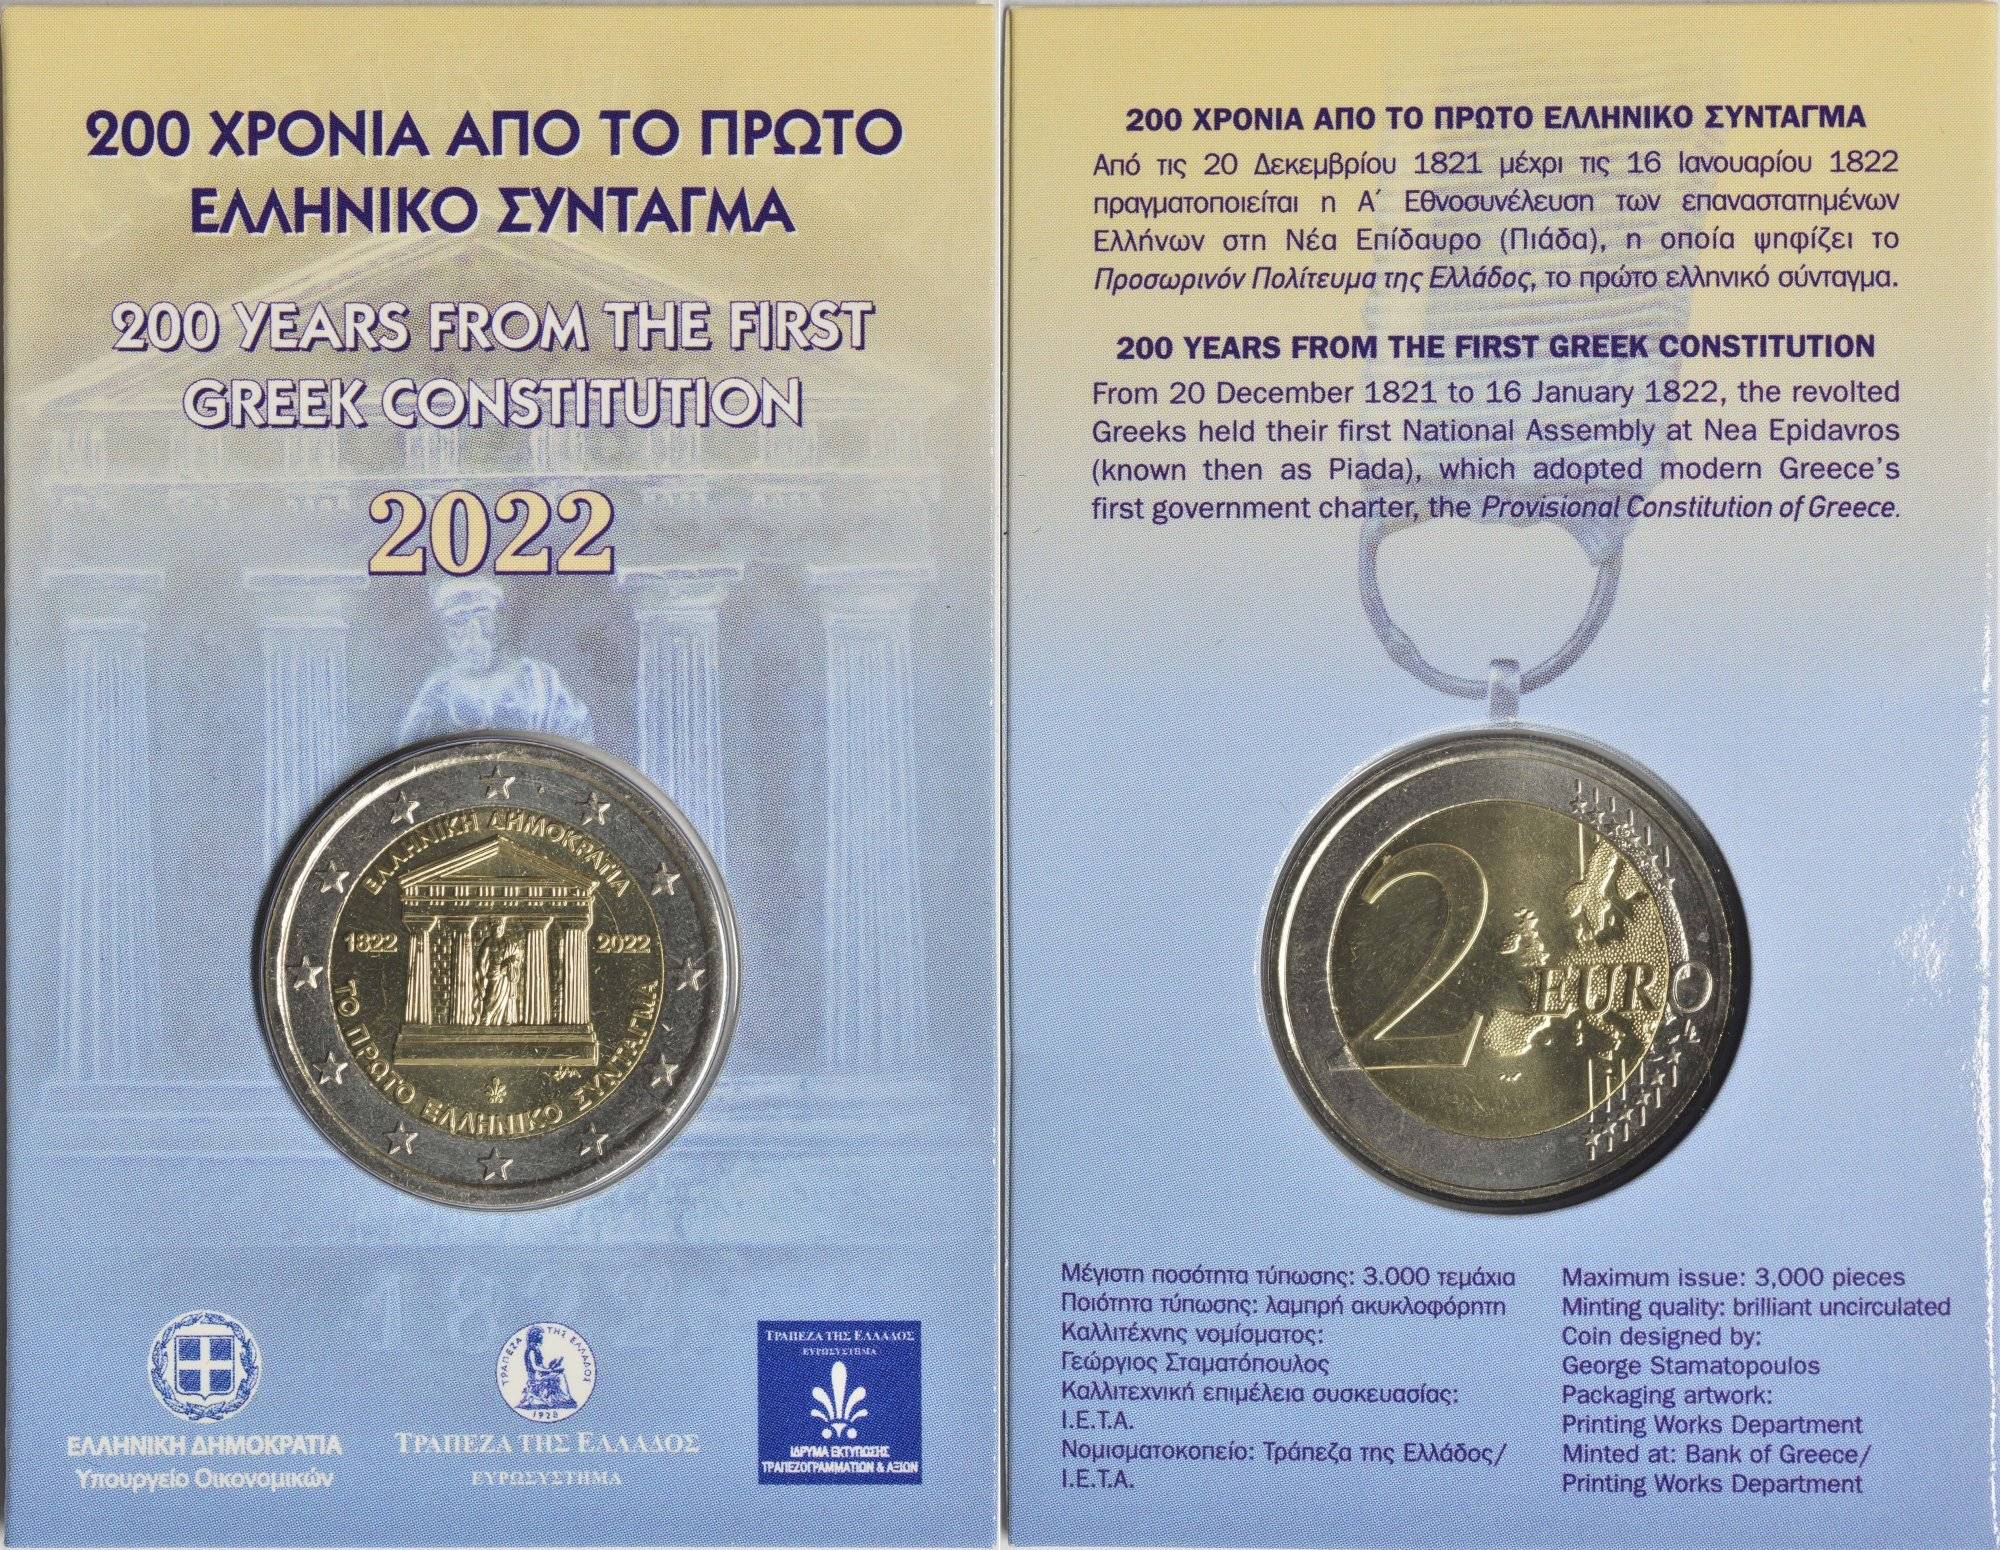 200 ΧΡΟΝΙΑ ΑΠΟ ΤΟ ΠΡΩΤΟ
ΕΛΛΗΝΙΚΟ ΣΥΝΤΑΓΜΑ
200 YEARS FROM THE FIRST
GREEK CONSTITUTION
2022
ΕΛΛΗΝΙΚΗ ΔΗΜΟΚΡΑΤΙΑ
1822 2022
ΤΟ ΠΡΩΤΟ ΕΛΛΗΝΙΚΟ ΣΥΝΤΑΓΜΑ
ΕΛΛΗΝΙΚΗ ΔΗΜΟΚΡΑΤΙΑ
Υπουργείο Οικονομικών
ΤΡΑΠΕΖΑ ΤΗΣ ΕΛΛΑΔΟΣ
1928
ΤΡΑΠΕΖΑ ΤΗΣ ΕΛΛΑΔΟΣ
ΕΥΡΩΣΥΣΤΗΜΑ
ΤΡΑΠΕΖΑ ΤΗΣ ΕΛΛΑΔΟΣ
ΕΥΡΩΣΥΣΤΗΜΑ
ΙΔΡΥΜΑ ΕΚΤΥΠΩΣΗΣ
ΤΡΑΠΕΖΟΓΡΑΜΜΑΤΙΩΝ & ΑΞΙΩΝ
200 ΧΡΟΝΙΑ ΑΠΟ ΤΟ ΠΡΩΤΟ ΕΛΛΗΝΙΚΟ ΣΥΝΤΑΓΜΑ
Από τις 20 Δεκεμβρίου 1821 μέχρι τις 16 Ιανουαρίου 1822
πραγματοποιείται η Α΄ Εθνοσυνέλευση των επαναστατημένων
Ελλήνων στη Νέα Επίδαυρο (Πιάδα), η οποία ψηφίζει το
Προσωρινόν Πολίτευμα της Ελλάδος, το πρώτο ελληνικό σύνταγμα.
200 YEARS FROM THE FIRST GREEK CONSTITUTION
From 20 December 1821 to 16 January 1822, the revolted
Greeks held their first National Assembly at Nea Epidavros
(known then as Piada), which adopted modern Greece's
first government charter, the Provisional Constitution of Greece.
2 EURO
Μέγιστη ποσότητα τύπωσης: 3.000 τεμάχια
Ποιότητα τύπωσης: λαμπρή ακυκλοφόρητη
Καλλιτέχνης νομίσματος:
Γεώργιος Σταματόπουλος
Καλλιτεχνική επιμέλεια συσκευασίας:
Ι.Ε.Τ.Α.
Νομισματοκοπείο: Τράπεζα της Ελλάδος/
Ι.Ε.Τ.Α.
Maximum issue: 3,000 pieces
Minting quality: brilliant uncirculated
Coin designed by:
George Stamatopoulos
Packaging artwork:
Printing Works Department
Minted at: Bank of Greece/
Printing Works Department